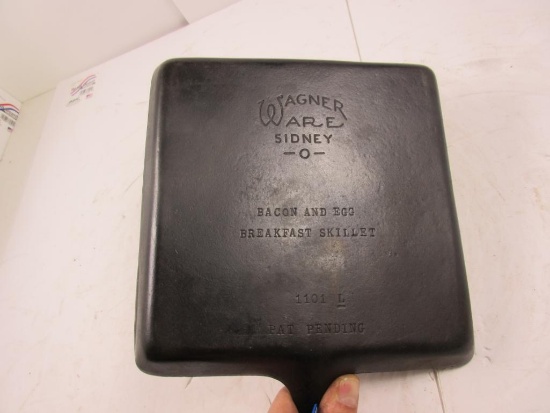 WAGNER
WARE
SIDNEY
-O-
BACON AND EGG
BREAKFAST SKILLET
1101 L
PAT PENDING